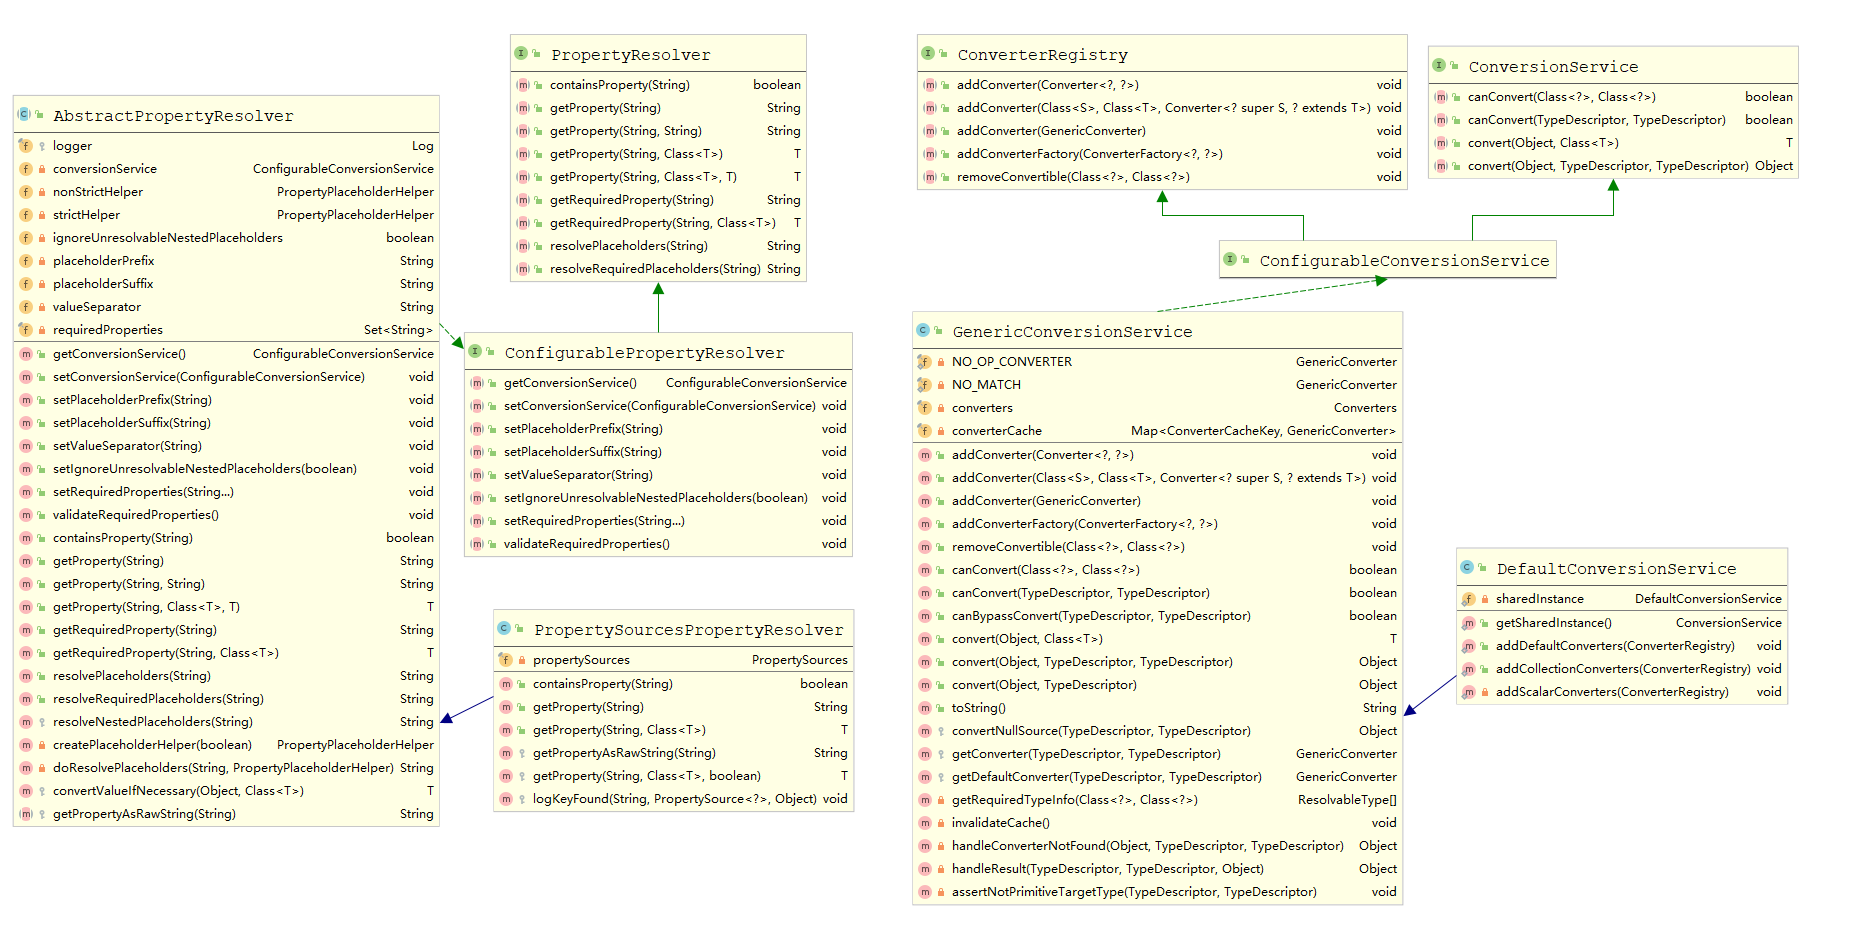 AbstractPropertyResolver
logger Log
conversionService ConfigurableConversionService
nonStrictHelper PropertyPlaceholderHelper
strictHelper PropertyPlaceholderHelper
ignoreUnresolvableNestedPlaceholders boolean
placeholderPrefix String
placeholderSuffix String
valueSeparator String
requiredProperties Set<String>
getConversionService() ConfigurableConversionService
setConversionService(ConfigurableConversionService) void
setPlaceholderPrefix(String) void
setPlaceholderSuffix(String) void
setValueSeparator(String) void
setIgnoreUnresolvableNestedPlaceholders(boolean) void
setRequiredProperties(String...) void
validateRequiredProperties() void
containsProperty(String) boolean
getProperty(String) String
getProperty(String, String) String
getProperty(String, Class<T>, T) T
getRequiredProperty(String) String
getRequiredProperty(String, Class<T>) T
resolvePlaceholders(String) String
resolveRequiredPlaceholders(String) String
resolveNestedPlaceholders(String) String
createPlaceholderHelper(boolean) PropertyPlaceholderHelper
doResolvePlaceholders(String, PropertyPlaceholderHelper) String
convertValueIfNecessary(Object, Class<T>) T
getPropertyAsRawString(String) String
PropertyResolver
containsProperty(String) boolean
getProperty(String) String
getProperty(String, String) String
getProperty(String, Class<T>) T
getProperty(String, Class<T>, T) T
getRequiredProperty(String) String
getRequiredProperty(String, Class<T>) T
resolvePlaceholders(String) String
resolveRequiredPlaceholders(String) String
ConfigurablePropertyResolver
getConversionService() ConfigurableConversionService
setConversionService(ConfigurableConversionService) void
setPlaceholderPrefix(String) void
setPlaceholderSuffix(String) void
setValueSeparator(String) void
setIgnoreUnresolvableNestedPlaceholders(boolean) void
setRequiredProperties(String...) void
validateRequiredProperties() void
PropertySourcesPropertyResolver
propertySources PropertySources
containsProperty(String) boolean
getProperty(String) String
getProperty(String, Class<T>) T
getPropertyAsRawString(String) String
getProperty(String, Class<T>, boolean) T
logKeyFound(String, PropertySource<?>, Object) void
ConverterRegistry
addConverter(Converter<?, ?>) void
addConverter(Class<S>, Class<T>, Converter<? super S, ? extends T>) void
addConverter(GenericConverter) void
addConverterFactory(ConverterFactory<?, ?>) void
removeConvertible(Class<?>, Class<?>) void
ConversionService
canConvert(Class<?>, Class<?>) boolean
canConvert(TypeDescriptor, TypeDescriptor) boolean
convert(Object, Class<T>) T
convert(Object, TypeDescriptor, TypeDescriptor) Object
ConfigurableConversionService
GenericConversionService
NO_OP_CONVERTER GenericConverter
NO_MATCH GenericConverter
converters Converters
converterCache Map<ConverterCacheKey, GenericConverter>
addConverter(Converter<?, ?>) void
addConverter(Class<S>, Class<T>, Converter<? super S, ? extends T>) void
addConverter(GenericConverter) void
addConverterFactory(ConverterFactory<?, ?>) void
removeConvertible(Class<?>, Class<?>) void
canConvert(Class<?>, Class<?>) boolean
canConvert(TypeDescriptor, TypeDescriptor) boolean
canBypassConvert(TypeDescriptor, TypeDescriptor) boolean
convert(Object, Class<T>) T
convert(Object, TypeDescriptor, TypeDescriptor) Object
convert(Object, TypeDescriptor) Object
toString() String
convertNullSource(TypeDescriptor, TypeDescriptor) Object
getConverter(TypeDescriptor, TypeDescriptor) GenericConverter
getDefaultConverter(TypeDescriptor, TypeDescriptor) GenericConverter
getRequiredTypeInfo(Class<?>, Class<?>) ResolvableType[]
invalidateCache() void
handleConverterNotFound(Object, TypeDescriptor, TypeDescriptor) Object
handleResult(TypeDescriptor, TypeDescriptor, Object) Object
assertNotPrimitiveTargetType(TypeDescriptor, TypeDescriptor) void
DefaultConversionService
sharedInstance DefaultConversionService
getSharedInstance() ConversionService
addDefaultConverters(ConverterRegistry) void
addCollectionConverters(ConverterRegistry) void
addScalarConverters(ConverterRegistry) void